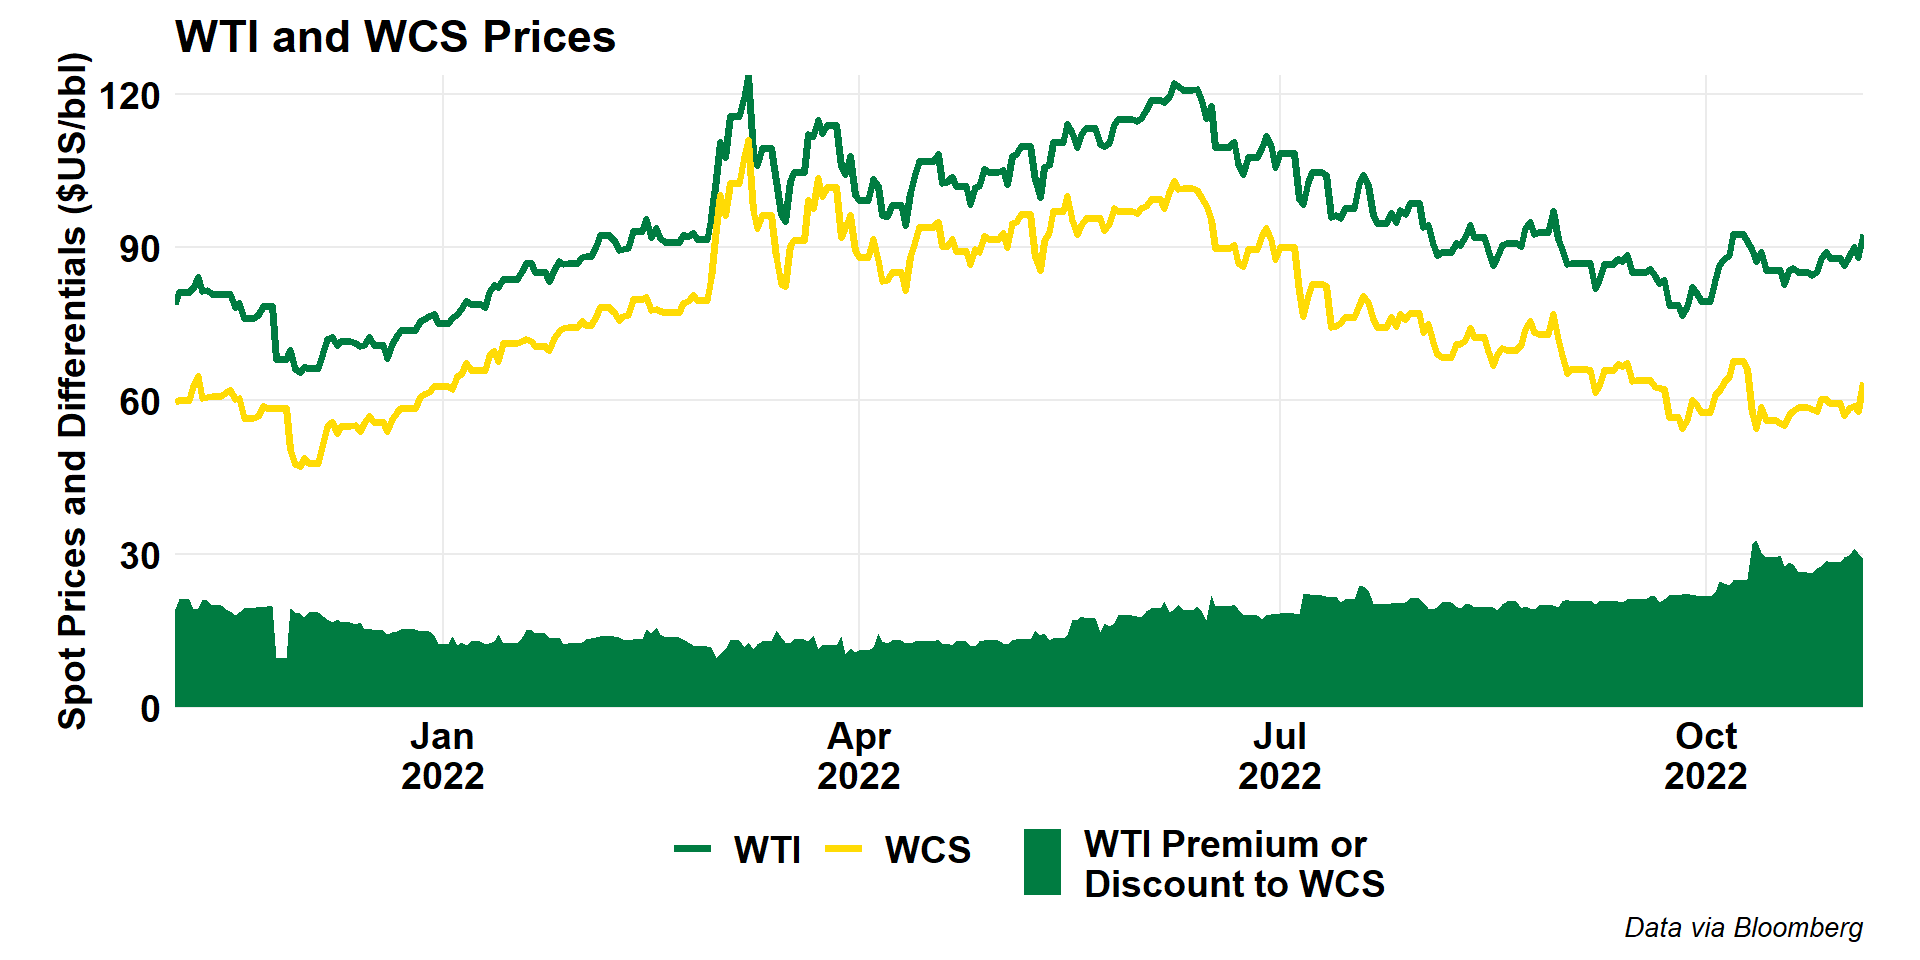 WTI and WCS Prices
Spot Prices and Differentials ($US/bbl)
120
90
60
30
0
Jan
2022
Apr
2022
Jul
2022
Oct
2022
WTI
WCS
WTI Premium or
Discount to WCS
Data via Bloomberg